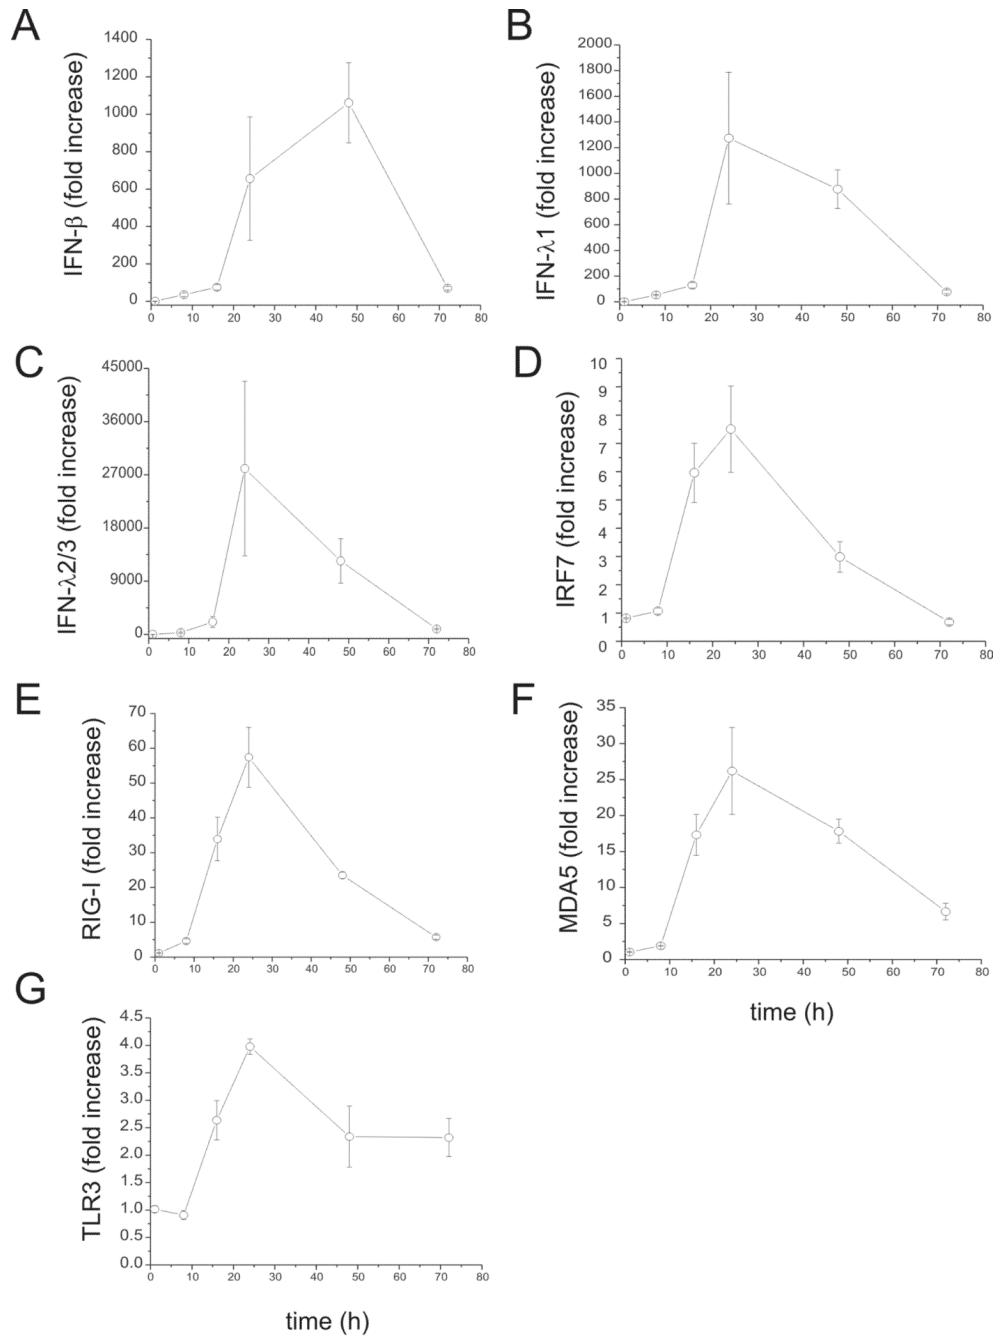 A
IFN-β (fold increase)
1400
1200
1000
800
600
400
200
0
0 10 20 30 40 50 60 70 80
B
IFN-λ1 (fold increase)
2000
1800
1600
1400
1200
1000
800
600
400
200
0
0 10 20 30 40 50 60 70 80
C
IFN-λ2/3 (fold increase)
45000
36000
27000
18000
9000
0
0 10 20 30 40 50 60 70 80
D
IRF7 (fold increase)
10
9
8
7
6
5
4
3
2
1
0
0 10 20 30 40 50 60 70 80
E
RIG-I (fold increase)
70
60
50
40
30
20
10
0
0 10 20 30 40 50 60 70 80
F
MDA5 (fold increase)
35
30
25
20
15
10
5
0
0 10 20 30 40 50 60 70 80
time (h)
G
TLR3 (fold increase)
4.5
4.0
3.5
3.0
2.5
2.0
1.5
1.0
0.5
0.0
0 10 20 30 40 50 60 70 80
time (h)